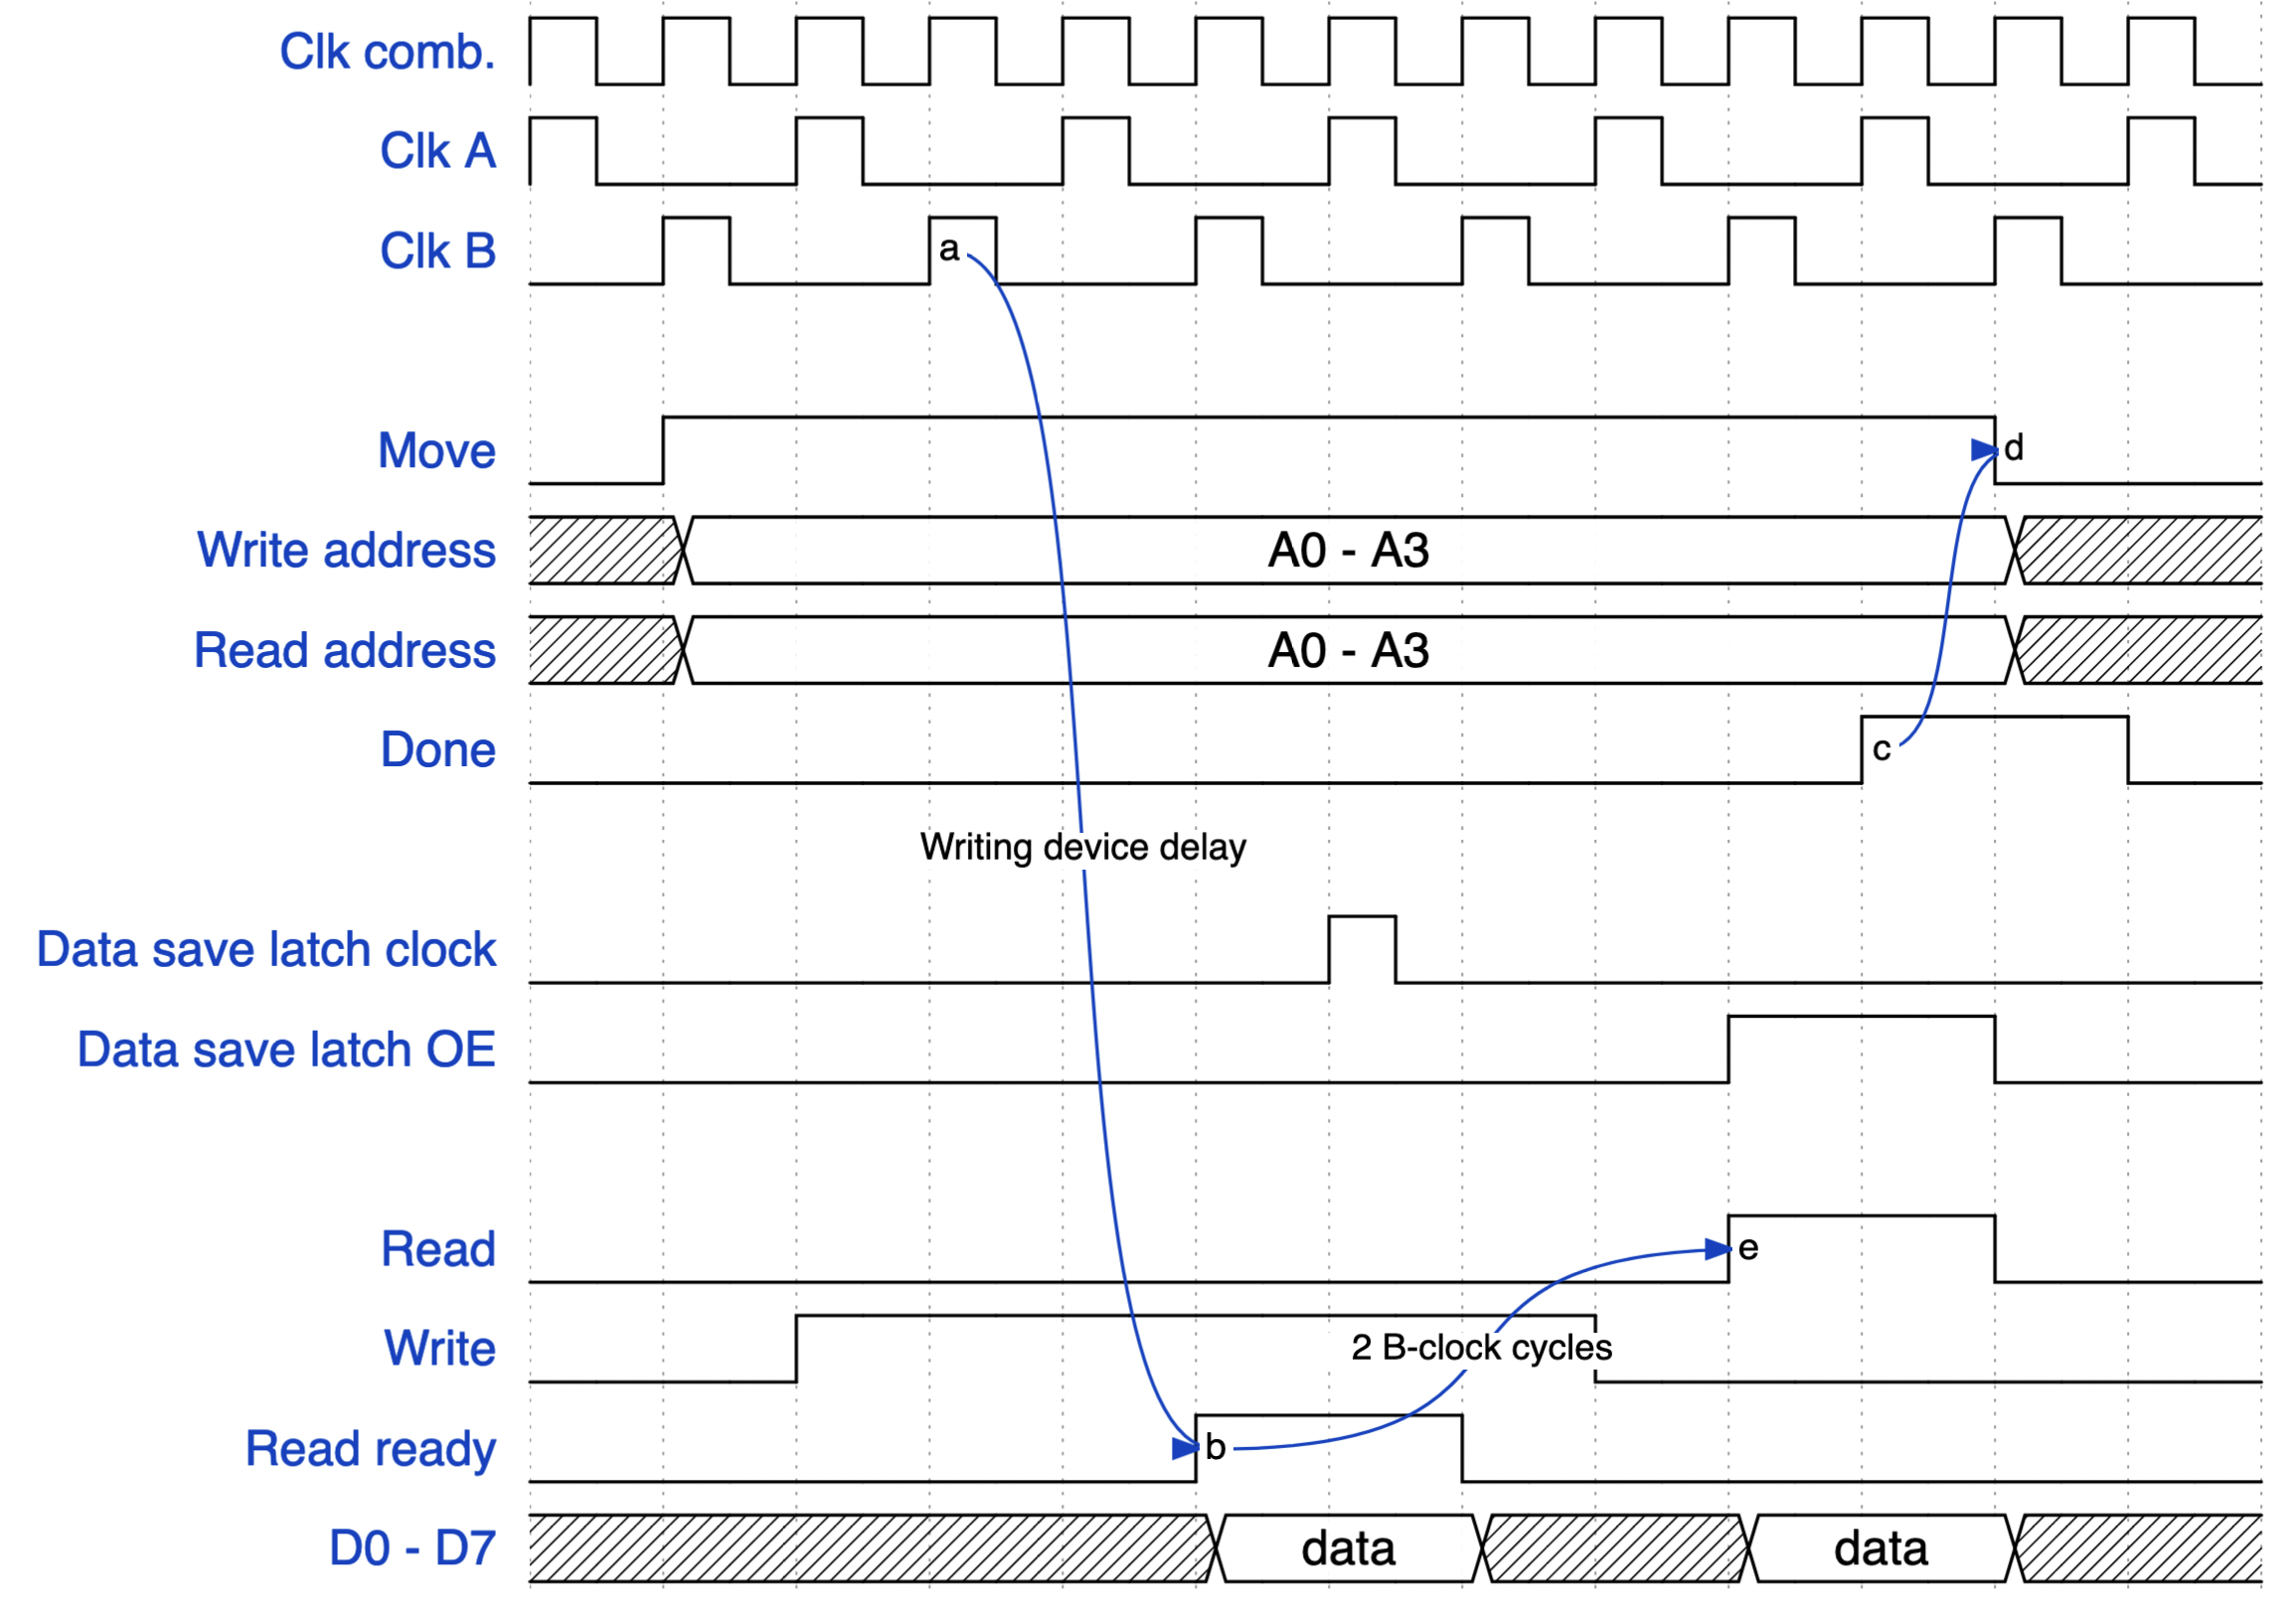 Clk comb.
Clk A
Clk B
a
Move
d
Write address
A0 - A3
Read address
A0 - A3
Done
c
Writing device delay
Data save latch clock
Data save latch OE
Read
e
Write
2 B-clock cycles
Read ready
b
D0 - D7
data
data